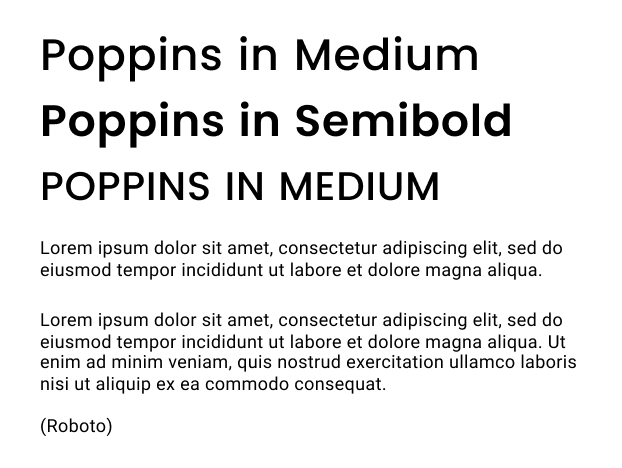 Poppins in Medium
Poppins in Semibold
POPPINS IN MEDIUM
Lorem ipsum dolor sit amet, consectetur adipiscing elit, sed do
eiusmod tempor incididunt ut labore et dolore magna aliqua.
Lorem ipsum dolor sit amet, consectetur adipiscing elit, sed do
eiusmod tempor incididunt ut labore et dolore magna aliqua. Ut
enim ad minim veniam, quis nostrud exercitation ullamco laboris
nisi ut aliquip ex ea commodo consequat.
(Roboto)